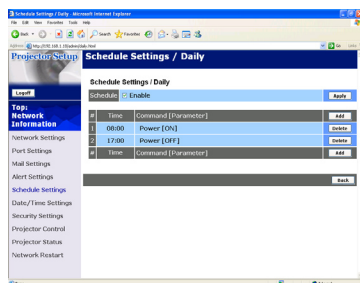 Schedule Settings / Daily - Microsoft Internet Explorer
File Edit View Favorites Tools Help
Back Search Favorites
Projector Setup
Schedule Settings / Daily
Logoff
Top:
Network
Information
Network Settings
Port Settings
Mail Settings
Alert Settings
Schedule Settings
Date/Time Settings
Security Settings
Projector Control
Projector Status
Network Restart
Schedule Settings / Daily
Schedule Enable Apply
# Time Command [Parameter] Add
1 08:00 Power [ON] Delete
2 17:00 Power [OFF] Delete
# Time Command [Parameter] Add
Back